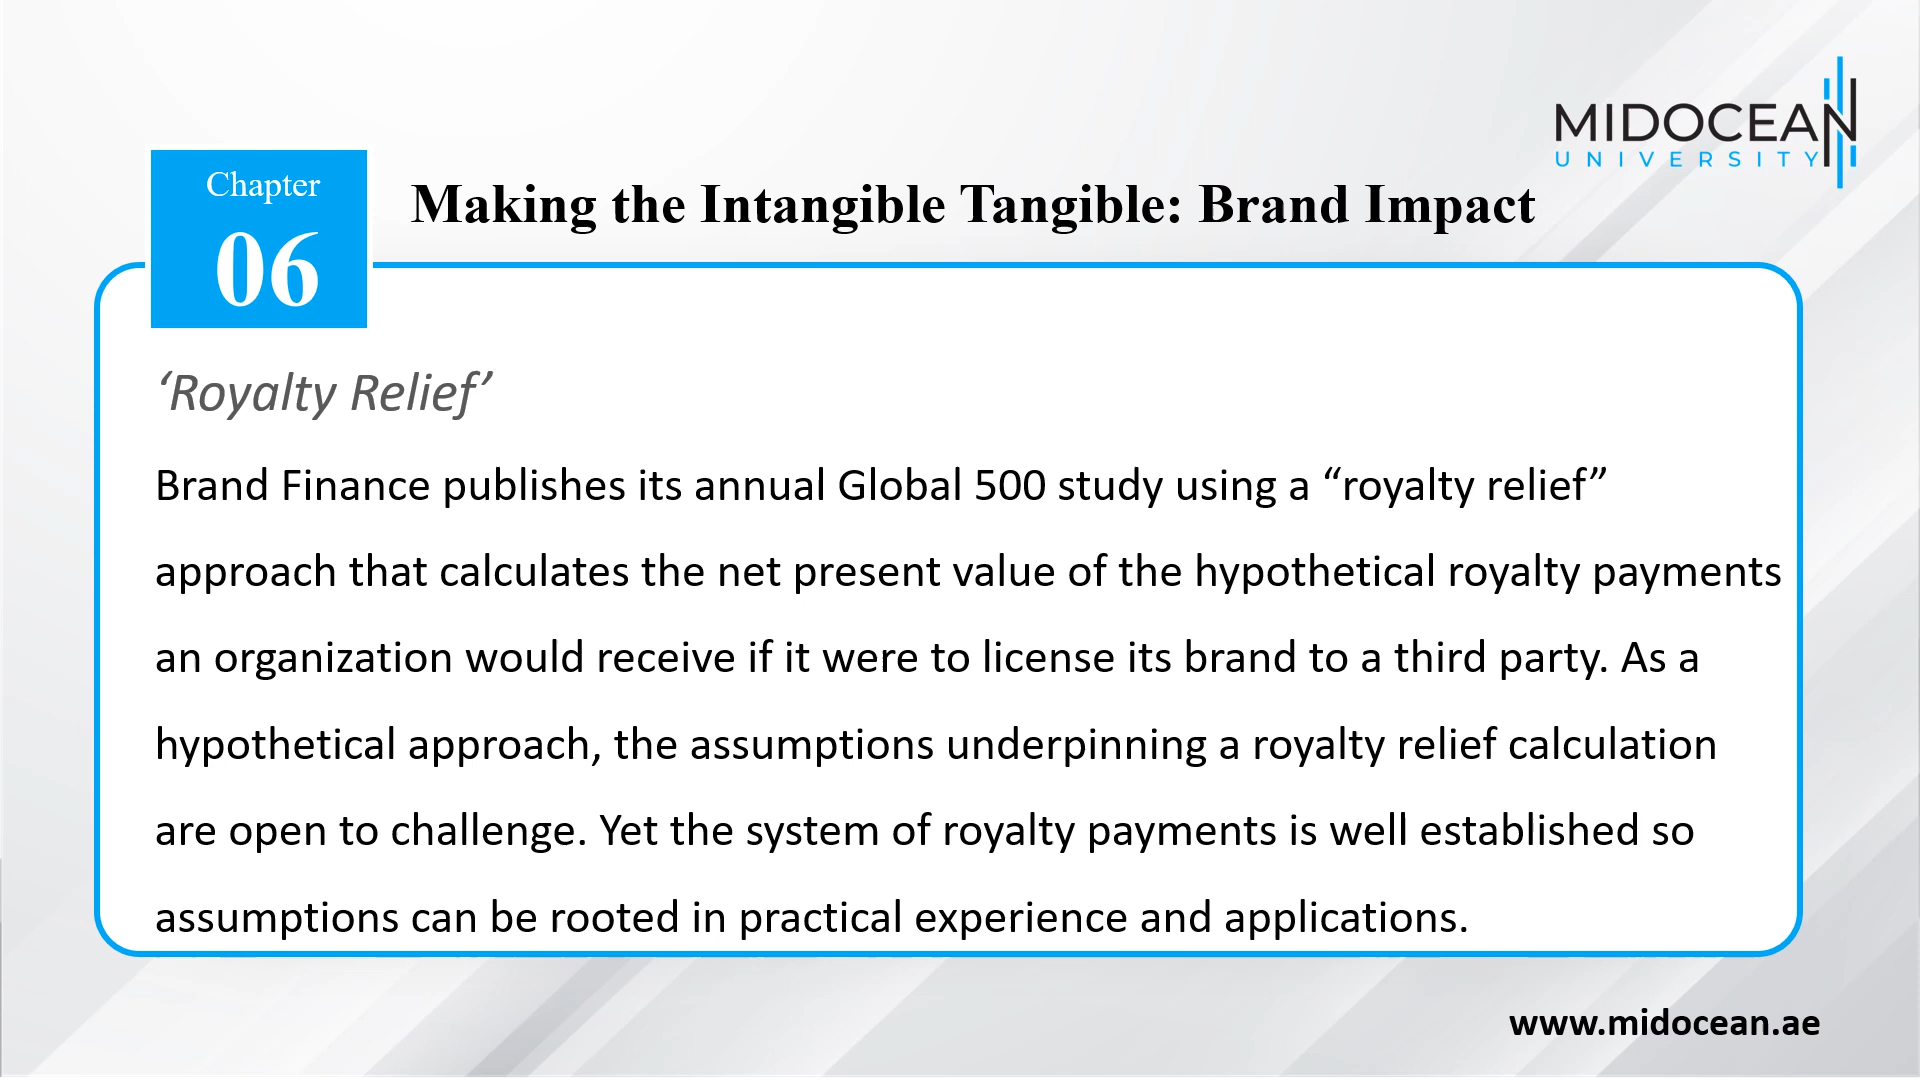 MIDOCEAN
UNIVERSITY
Chapter
06
Making the Intangible Tangible: Brand Impact
‘Royalty Relief’
Brand Finance publishes its annual Global 500 study using a “royalty relief”
approach that calculates the net present value of the hypothetical royalty payments
an organization would receive if it were to license its brand to a third party. As a
hypothetical approach, the assumptions underpinning a royalty relief calculation
are open to challenge. Yet the system of royalty payments is well established so
assumptions can be rooted in practical experience and applications.
www.midocean.ae